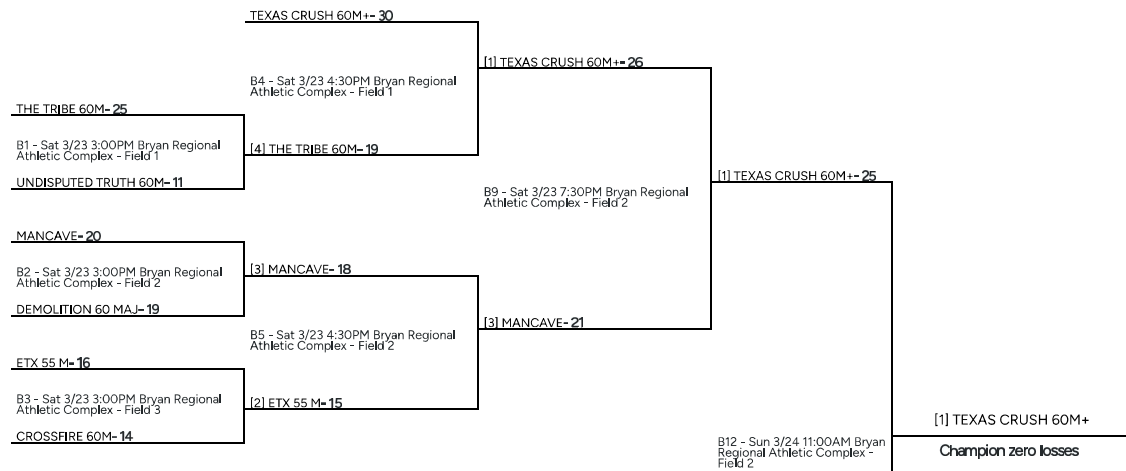 TEXAS CRUSH 60M+- 30
[1] TEXAS CRUSH 60M+- 26
B4 - Sat 3/23 4:30PM Bryan Regional
Athletic Complex - Field 1
THE TRIBE 60M- 25
B1 - Sat 3/23 3:00PM Bryan Regional
Athletic Complex - Field 1
[4] THE TRIBE 60M- 19
UNDISPUTED TRUTH 60M- 11
[1] TEXAS CRUSH 60M+- 25
B9 - Sat 3/23 7:30PM Bryan Regional
Athletic Complex - Field 2
MANCAVE- 20
B2 - Sat 3/23 3:00PM Bryan Regional
Athletic Complex - Field 2
[3] MANCAVE- 18
DEMOLITION 60 MAJ- 19
[3] MANCAVE- 21
B5 - Sat 3/23 4:30PM Bryan Regional
Athletic Complex - Field 2
ETX 55 M- 16
B3 - Sat 3/23 3:00PM Bryan Regional
Athletic Complex - Field 3
[2] ETX 55 M- 15
CROSSFIRE 60M- 14
[1] TEXAS CRUSH 60M+
Champion zero losses
B12 - Sun 3/24 11:00AM Bryan
Regional Athletic Complex -
Field 2